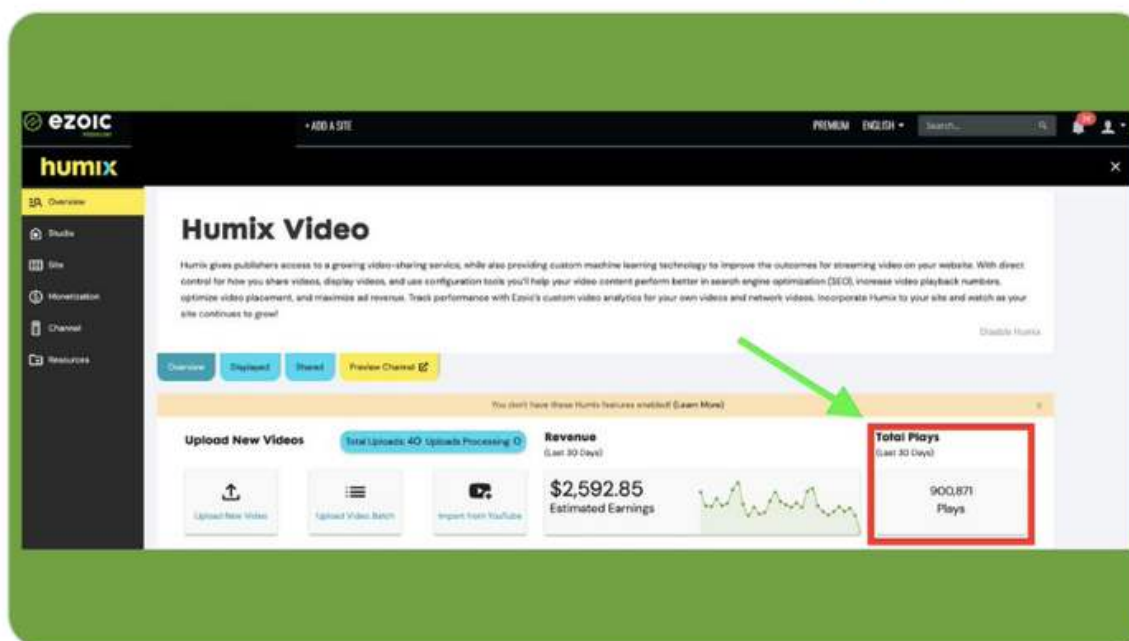 ezoic
+ ADD A SITE
PREMIUM ENGLISH Search...
humix
Overview
Studio
Site
Monetization
Channel
Resources
Humix Video
Humix gives publishers access to a growing video-sharing service, while also providing custom machine learning technology to improve the outcomes for streaming video on your website. With direct
control for how you share videos, display videos, and use configuration tools you'll help your video content perform better in search engine optimization (SEO), increase video playback numbers,
optimize video placement, and maximize ad revenue. Track performance with Ezoic's custom video analytics for your own videos and network videos. Incorporate Humix to your site and watch as your
site continues to grow!
Disable Humix
Overview Displayed Shared Preview Channel
You don't have these Humix features enabled! (Learn More)
Upload New Videos
Total Uploads: 40 Uploads Processing: 0
Upload New Video
Upload Video Batch
Import from YouTube
Revenue
(Last 30 Days)
$2,592.85
Estimated Earnings
Total Plays
(Last 30 Days)
900,871
Plays